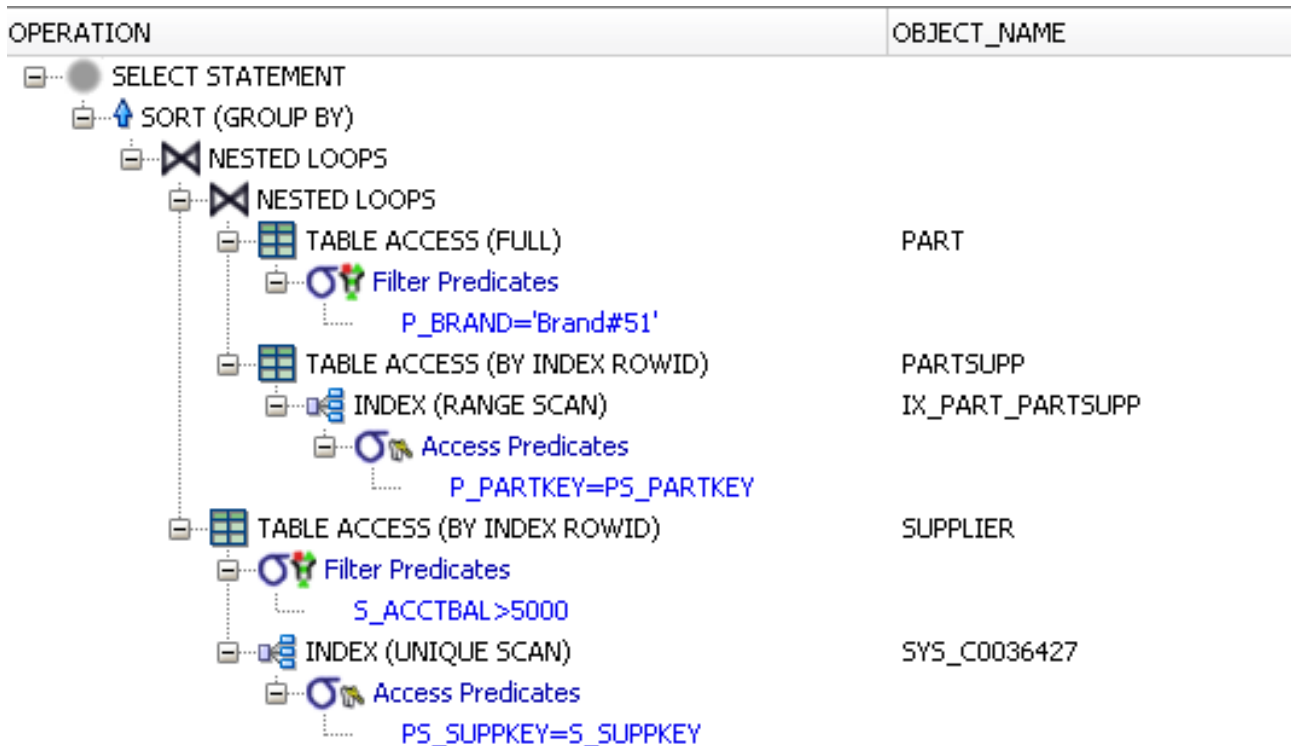 OPERATION OBJECT_NAME
SELECT STATEMENT
SORT (GROUP BY)
NESTED LOOPS
NESTED LOOPS
TABLE ACCESS (FULL) PART
Filter Predicates
P_BRAND='Brand#51'
TABLE ACCESS (BY INDEX ROWID) PARTSUPP
INDEX (RANGE SCAN) IX_PART_PARTSUPP
Access Predicates
P_PARTKEY=PS_PARTKEY
TABLE ACCESS (BY INDEX ROWID) SUPPLIER
Filter Predicates
S_ACCTBAL>5000
INDEX (UNIQUE SCAN) SYS_C0036427
Access Predicates
PS_SUPPKEY=S_SUPPKEY